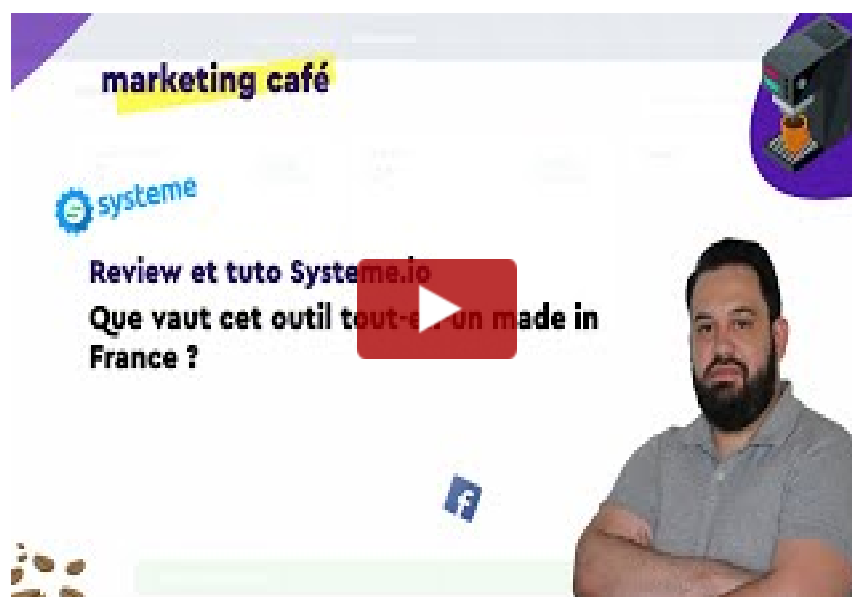 marketing café
systeme
Review et tuto Systeme.io
Que vaut cet outil tout-en-un made in
France ?